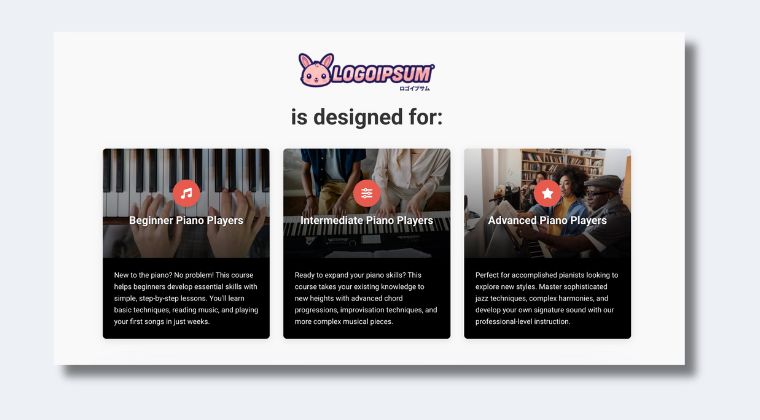 LOGOIPSUM
ロゴイプサム
is designed for:
Beginner Piano Players
New to the piano? No problem! This course
helps beginners develop essential skills with
simple, step-by-step lessons. You'll learn
basic techniques, reading music, and playing
your first songs in just weeks.
Intermediate Piano Players
Ready to expand your piano skills? This
course takes your existing knowledge to
new heights with advanced chord
progressions, improvisation techniques, and
more complex musical pieces.
Advanced Piano Players
Perfect for accomplished pianists looking to
explore new styles. Master sophisticated
jazz techniques, complex harmonies, and
develop your own signature sound with our
professional-level instruction.